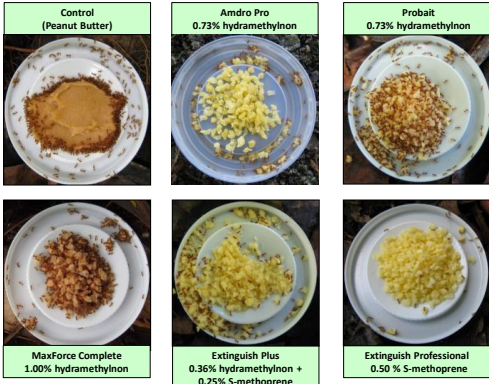 Control
(Peanut Butter)
Amdro Pro
0.73% hydramethylnon
Probait
0.73% hydramethylnon
MaxForce Complete
1.00% hydramethylnon
Extinguish Plus
0.36% hydramethylnon +
0.25% S-methoprene
Extinguish Professional
0.50 % S-methoprene